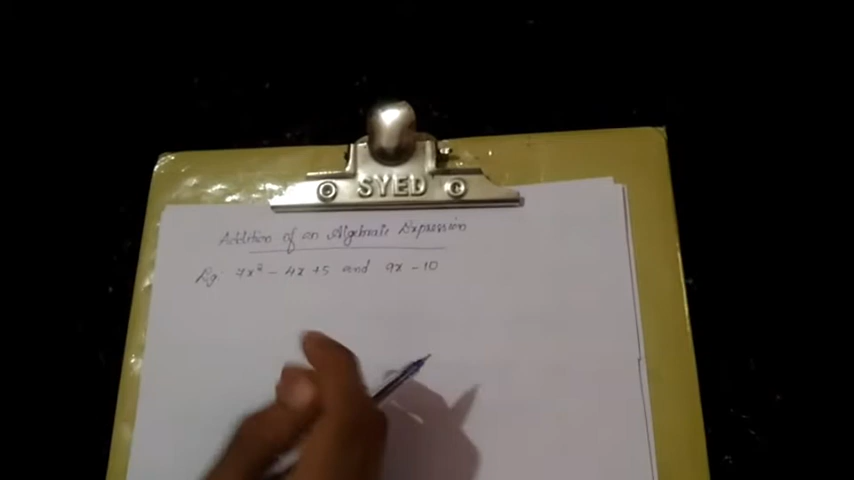 SYED
Addition of an Algebraic Expression
Eg 7x² - 4x + 5 and 9x - 10